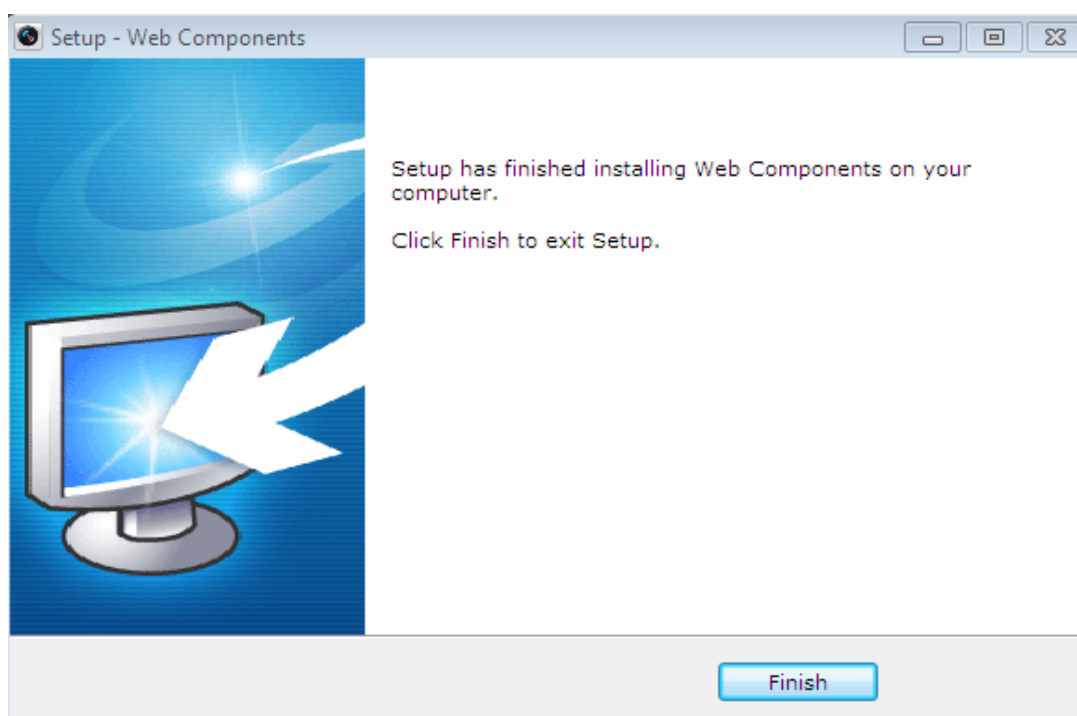 Setup - Web Components
Setup has finished installing Web Components on your
computer.
Click Finish to exit Setup.
Finish